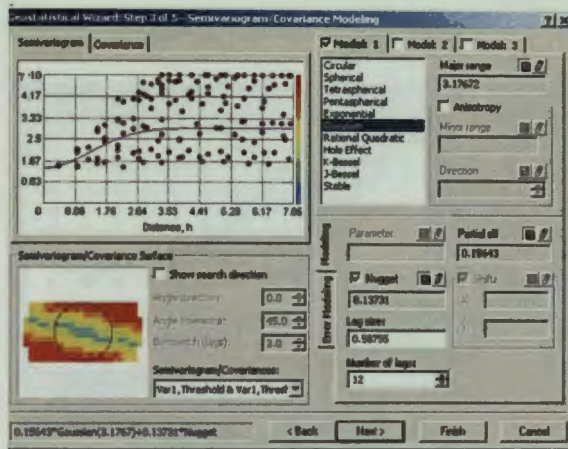 Geostatistical Wizard: Step 3 of 5 - Semivariogram/Covariance Modeling
Semivariogram
Covariance
γ·10
4.17
3.33
2.5
1.67
0.83
0 0.88 1.76 2.64 3.53 4.41 5.29 6.17 7.05
Distance, h
Semivariogram/Covariance Surface
Show search direction
Angle direction:
0.0
Angle tolerance:
45.0
Bandwidth (lags):
3.0
Semivariogram/Covariances:
Var1, Threshold & Var1, Thresh
Model: 1
Model: 2
Model: 3
Circular
Spherical
Tetraspherical
Pentaspherical
Exponential
Rational Quadratic
Hole Effect
K-Bessel
J-Bessel
Stable
Major range
3.17672
Anisotropy
Minor range
Direction
Modeling
Error Modeling
Parameter
Partial sill
0.15643
Nugget
0.13731
Shifts
X:
Y:
Lag size:
0.58755
Number of lags:
12
0.15643*Gaussian(3.1767)+0.13731*Nugget
< Back
Next >
Finish
Cancel